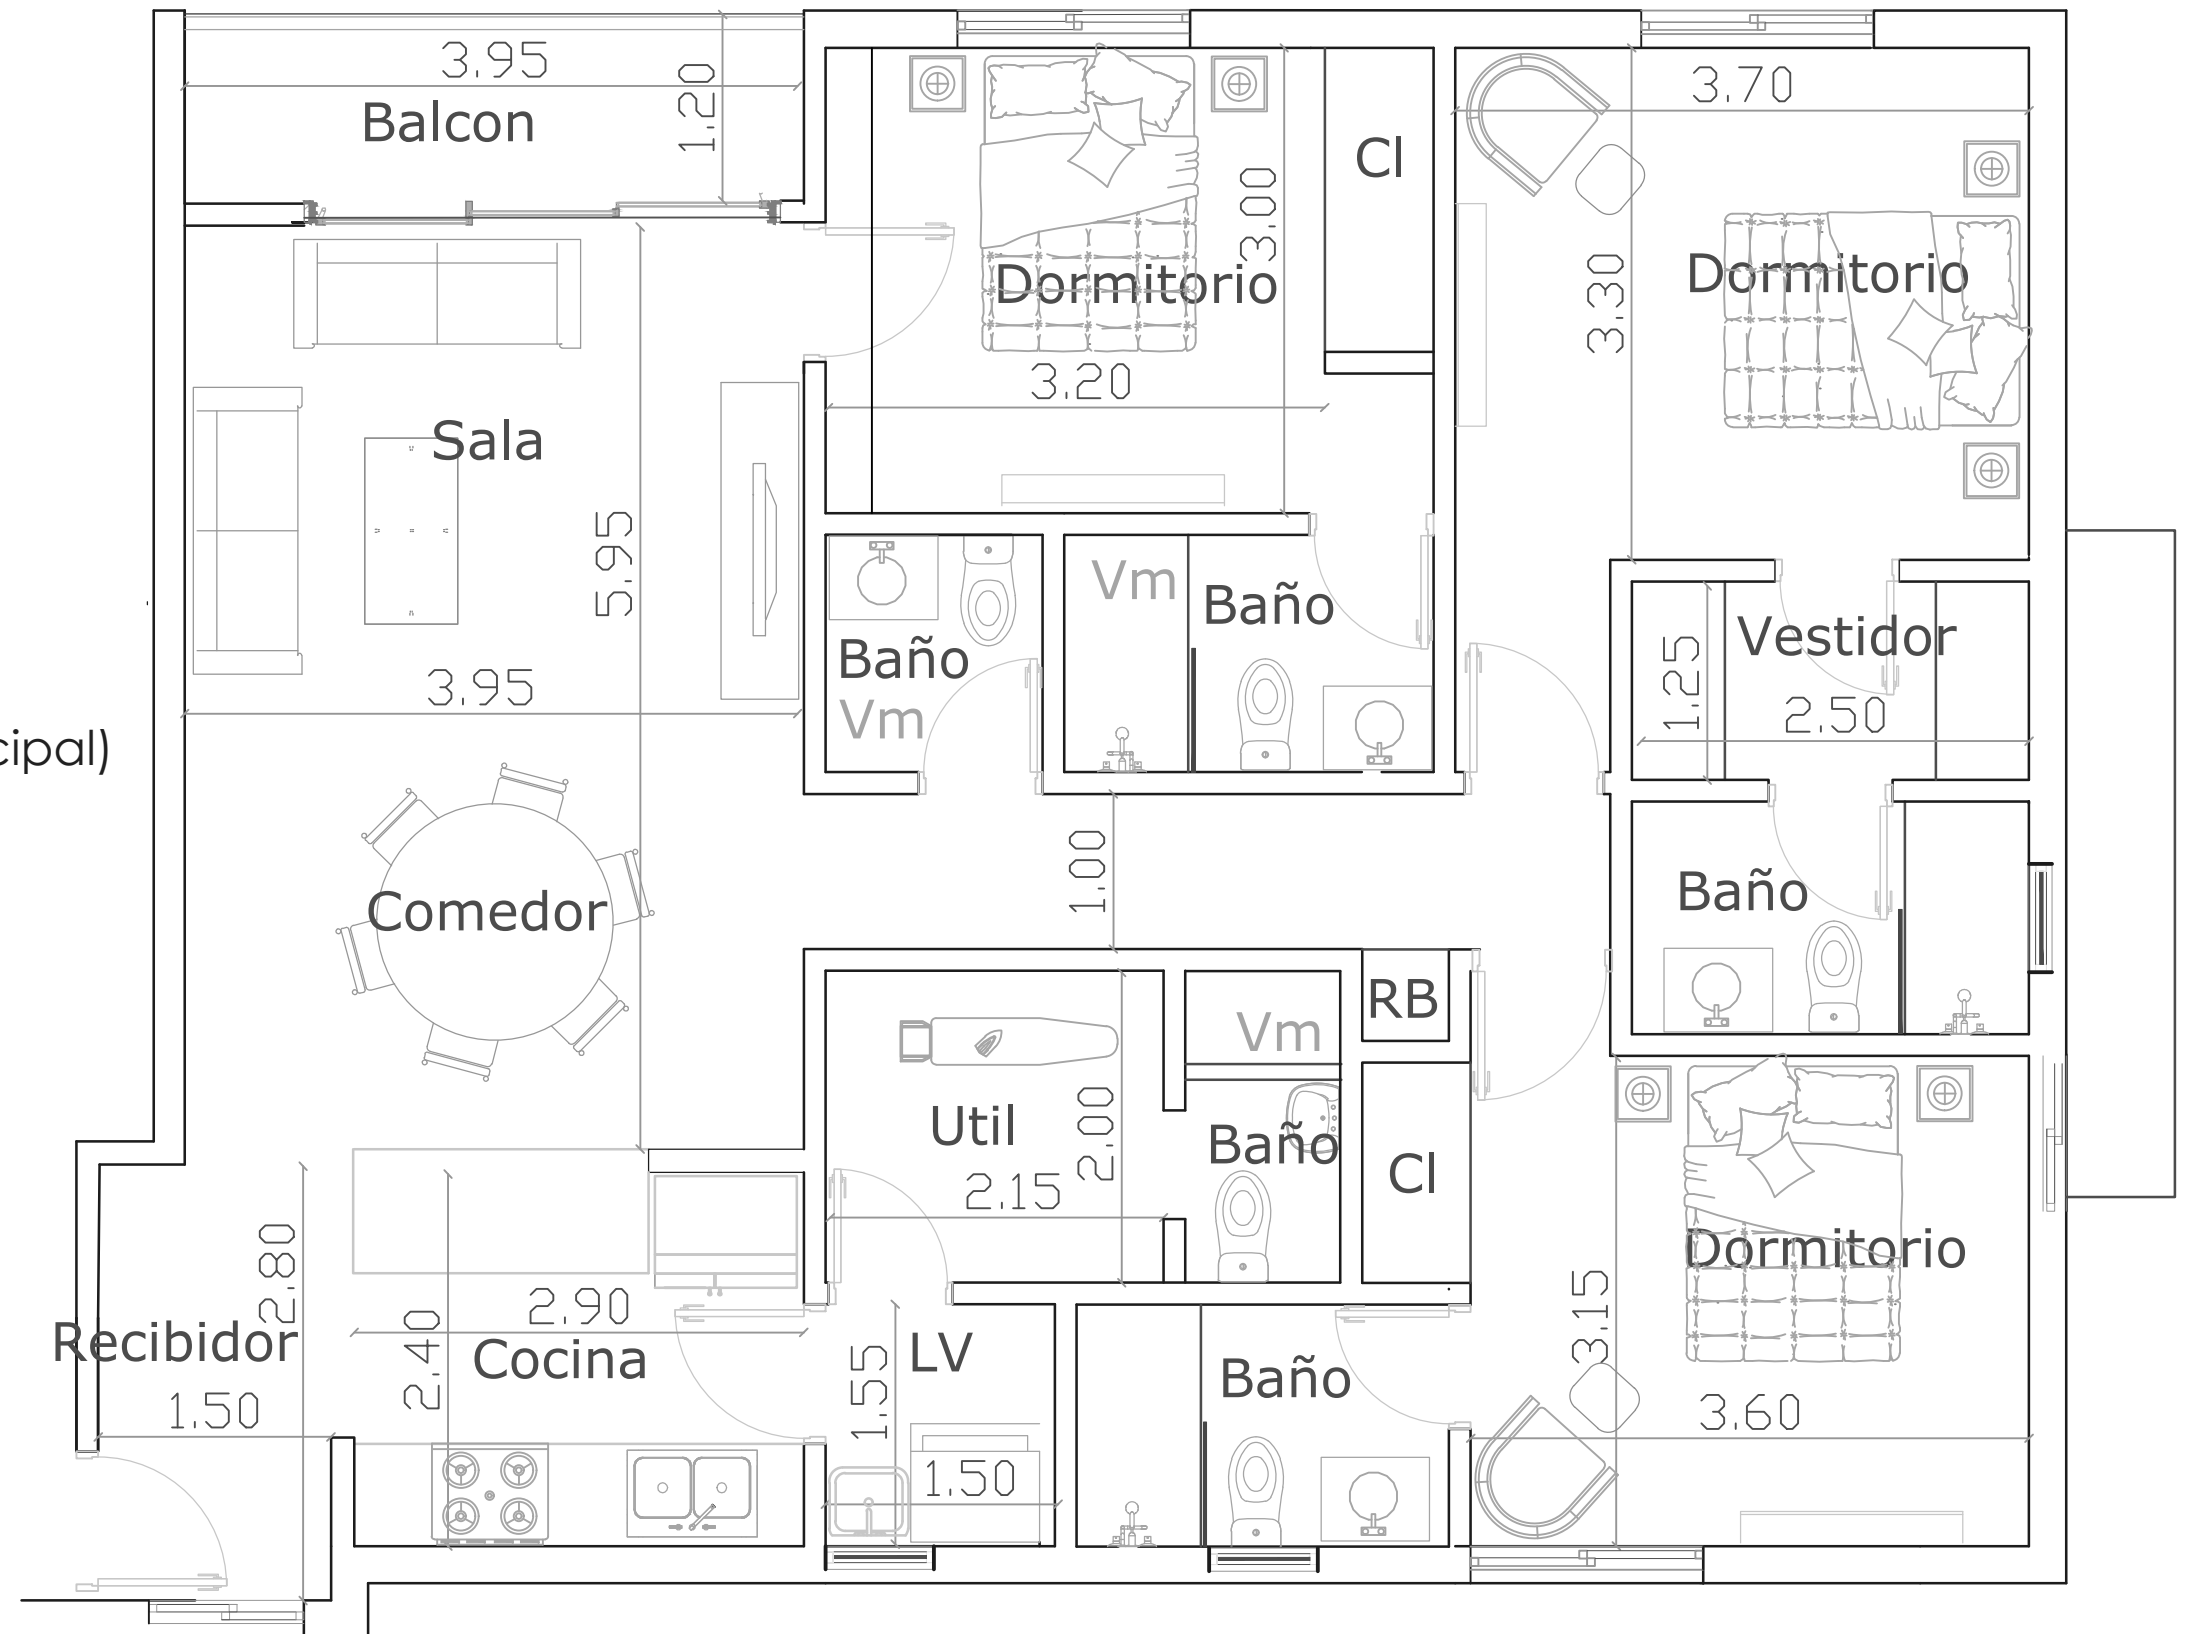 3.95
Balcon
1.20
Dormitorio
3.00
3.20
Cl
3.70
3.30
Dormitorio
Sala
5.95
3.95
Baño
Vm
Vm
Baño
Vestidor
1.25
2.50
cipal)
Comedor
1.00
Baño
Util
2.15
2.00
Vm
Baño
RB
Cl
Dormitorio
3.15
3.60
Recibidor
2.80
1.50
2.90
2.40
Cocina
LV
1.55
1.50
Baño